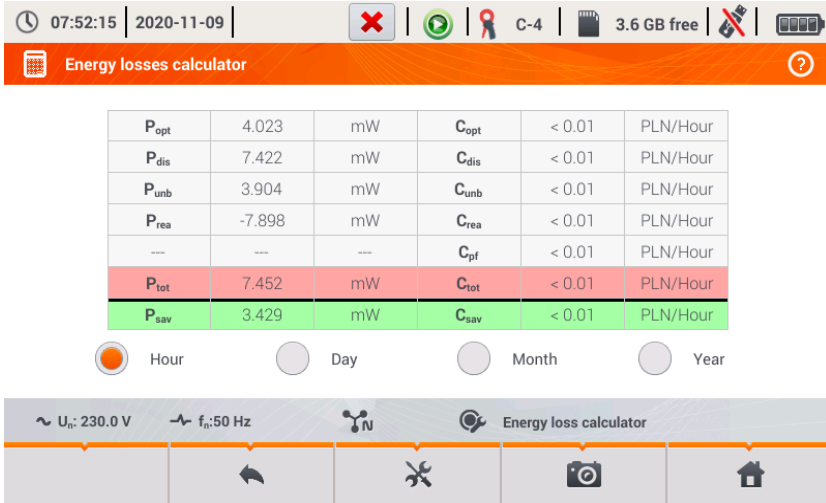 07:52:15 2020-11-09 C-4 3.6 GB free
Energy losses calculator ?
Popt 4.023 mW Copt < 0.01 PLN/Hour
Pdis 7.422 mW Cdis < 0.01 PLN/Hour
Punb 3.904 mW Cunb < 0.01 PLN/Hour
Prea -7.898 mW Crea < 0.01 PLN/Hour
--- --- --- Cpf < 0.01 PLN/Hour
Ptot 7.452 mW Ctot < 0.01 PLN/Hour
Psav 3.429 mW Csav < 0.01 PLN/Hour
Hour Day Month Year
Un: 230.0 V fn:50 Hz N Energy loss calculator